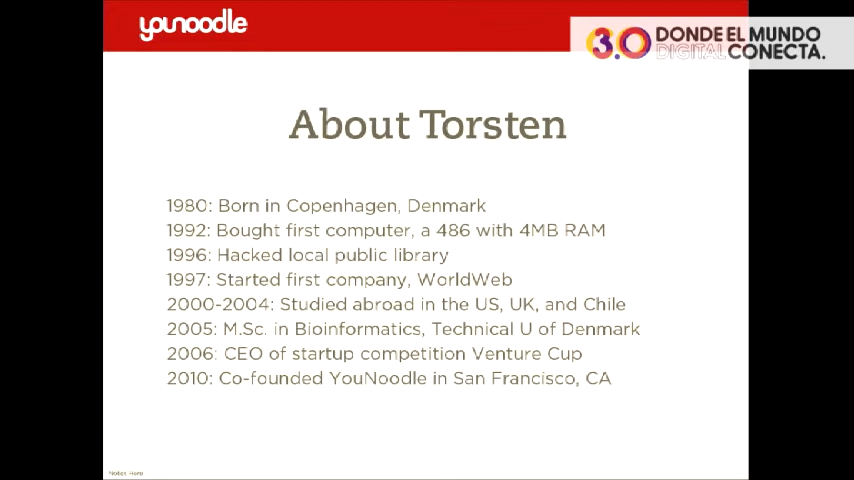 younoodle
3.0 DONDE EL MUNDO
DIGITAL CONECTA.
About Torsten
1980: Born in Copenhagen, Denmark
1992: Bought first computer, a 486 with 4MB RAM
1996: Hacked local public library
1997: Started first company, WorldWeb
2000-2004: Studied abroad in the US, UK, and Chile
2005: M.Sc. in Bioinformatics, Technical U of Denmark
2006: CEO of startup competition Venture Cup
2010: Co-founded YouNoodle in San Francisco, CA
Notes Here